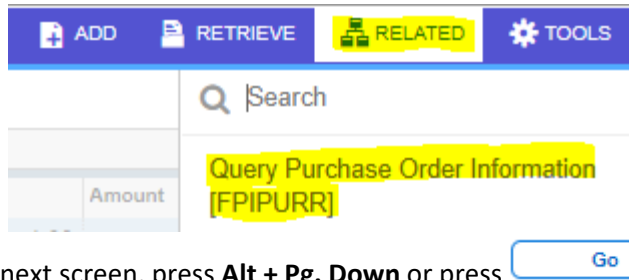 ADD RETRIEVE RELATED TOOLS
Search
Query Purchase Order Information
[FPIPURR]
Amount
next screen, press Alt + Pg. Down or press Go